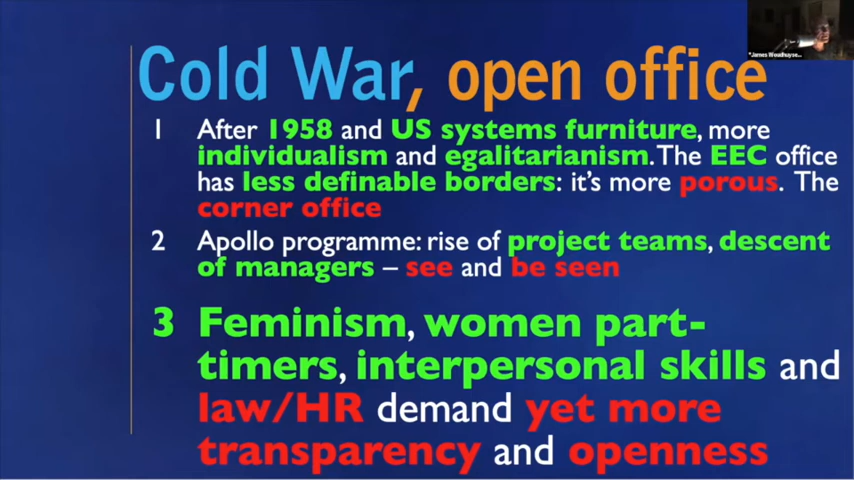 *James Woodhuyse...
Cold War, open office
1 After 1958 and US systems furniture, more
individualism and egalitarianism. The EEC office
has less definable borders: it's more porous. The
corner office
2 Apollo programme: rise of project teams, descent
of managers – see and be seen
3 Feminism, women part-
timers, interpersonal skills and
law/HR demand yet more
transparency and openness